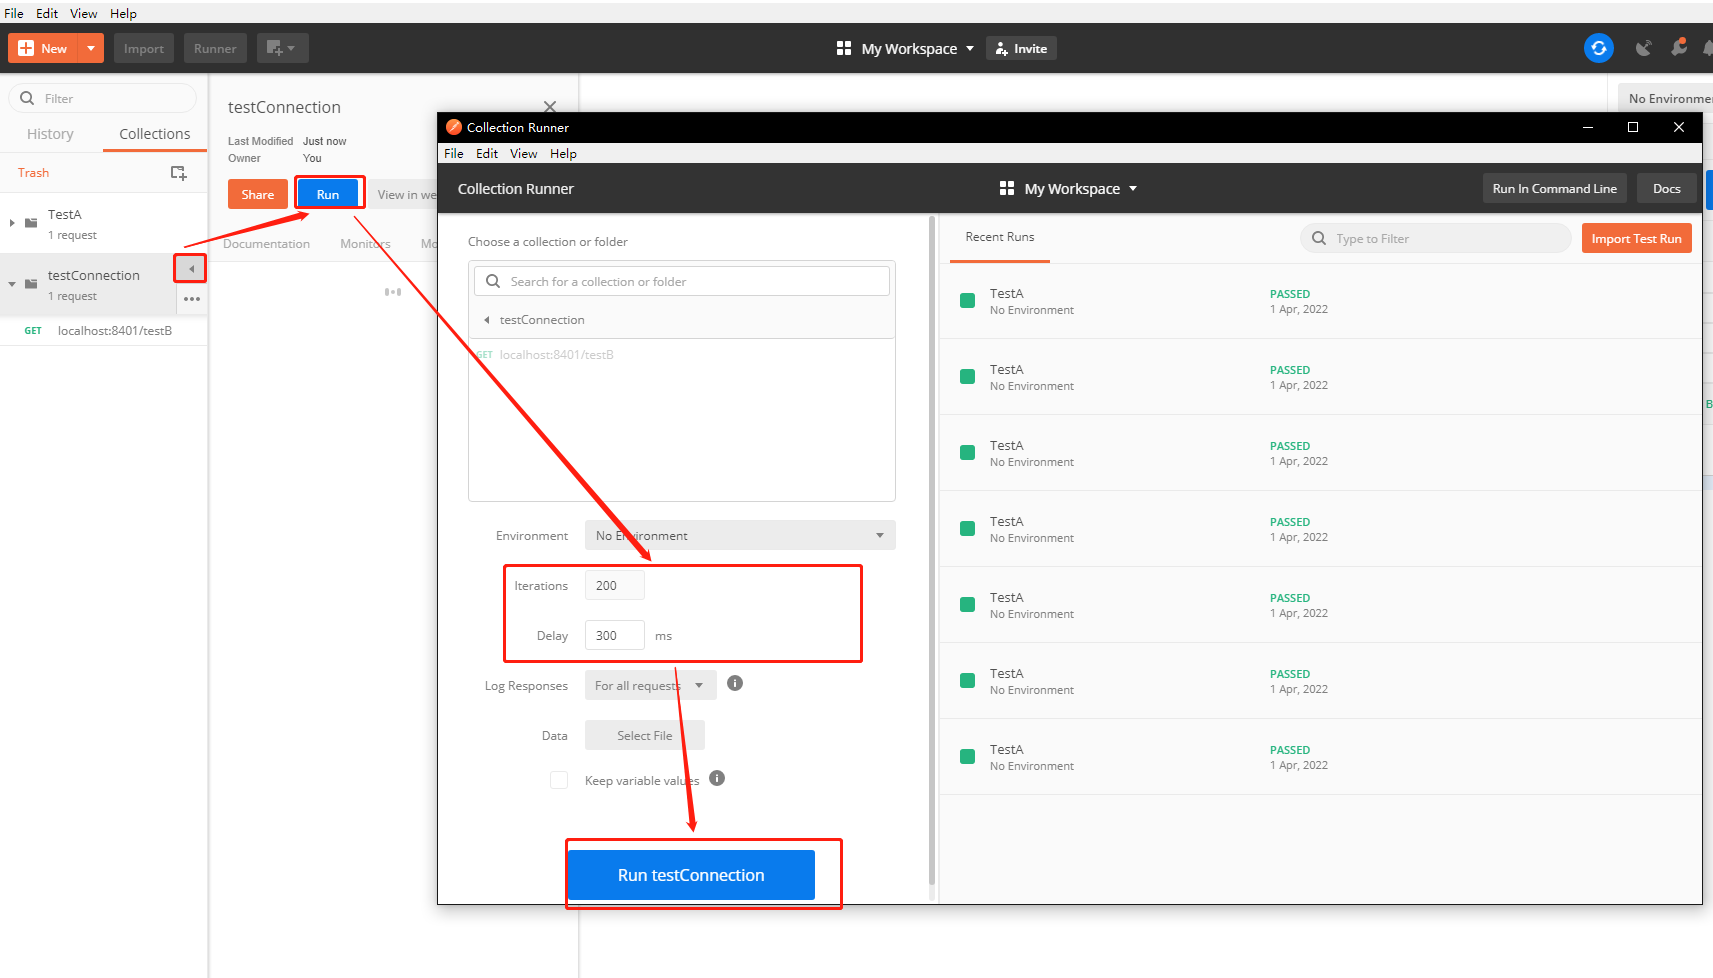 File Edit View Help
New Import Runner My Workspace Invite
Filter
History Collections
Trash
TestA
1 request
testConnection
1 request
GET localhost:8401/testB
testConnection
Last Modified Just now
Owner You
Share Run View in we
Documentation Monitors Mo
No Environme
Collection Runner
File Edit View Help
Collection Runner My Workspace Run In Command Line Docs
Choose a collection or folder
Search for a collection or folder
testConnection
GET localhost:8401/testB
Environment No Environment
Iterations 200
Delay 300 ms
Log Responses For all requests
Data Select File
Keep variable values
Run testConnection
Recent Runs Type to Filter Import Test Run
TestA PASSED
No Environment 1 Apr, 2022
TestA PASSED
No Environment 1 Apr, 2022
TestA PASSED
No Environment 1 Apr, 2022
TestA PASSED
No Environment 1 Apr, 2022
TestA PASSED
No Environment 1 Apr, 2022
TestA PASSED
No Environment 1 Apr, 2022
TestA PASSED
No Environment 1 Apr, 2022
B